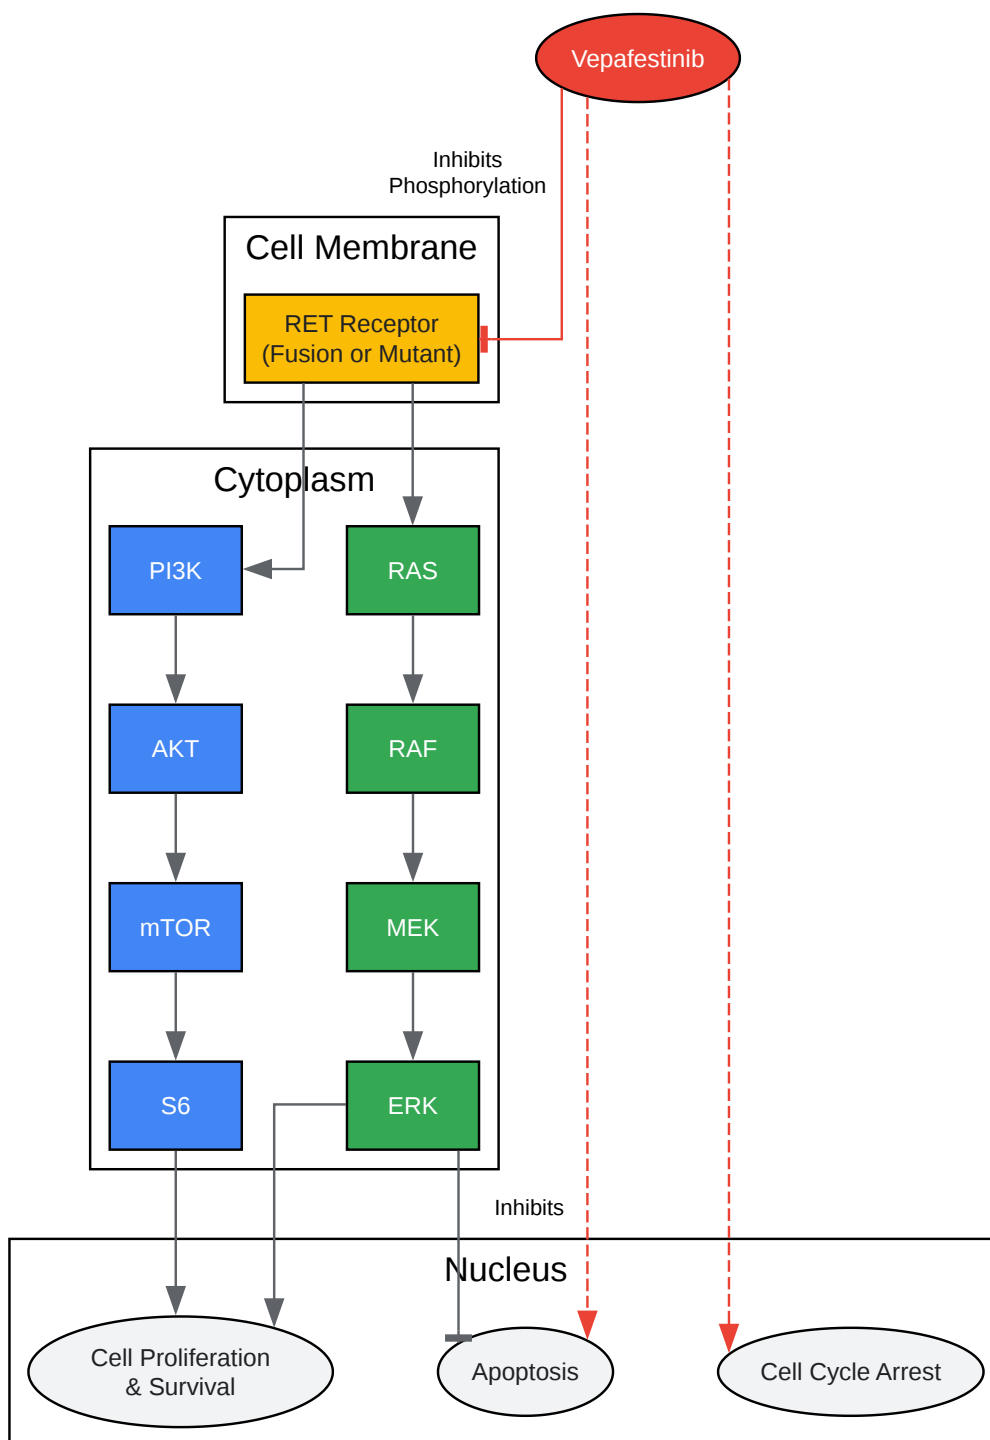 Vepafestinib
Inhibits
Phosphorylation
Cell Membrane
RET Receptor
(Fusion or Mutant)
Cytoplasm
PI3K
RAS
AKT
RAF
mTOR
MEK
S6
ERK
Inhibits
Nucleus
Cell Proliferation
& Survival
Apoptosis
Cell Cycle Arrest